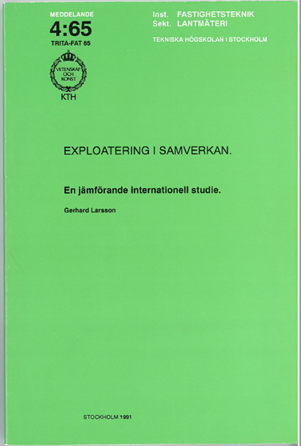 MEDDELANDE
4:65
TRITA-FAT 65
VETENSKAP
OCH
KONST
KTH
Inst. FASTIGHETSTEKNIK
Sekt. LANTMÄTERI
TEKNISKA HÖGSKOLAN I STOCKHOLM
EXPLOATERING I SAMVERKAN.
En jämförande internationell studie.
Gerhard Larsson
STOCKHOLM 1991